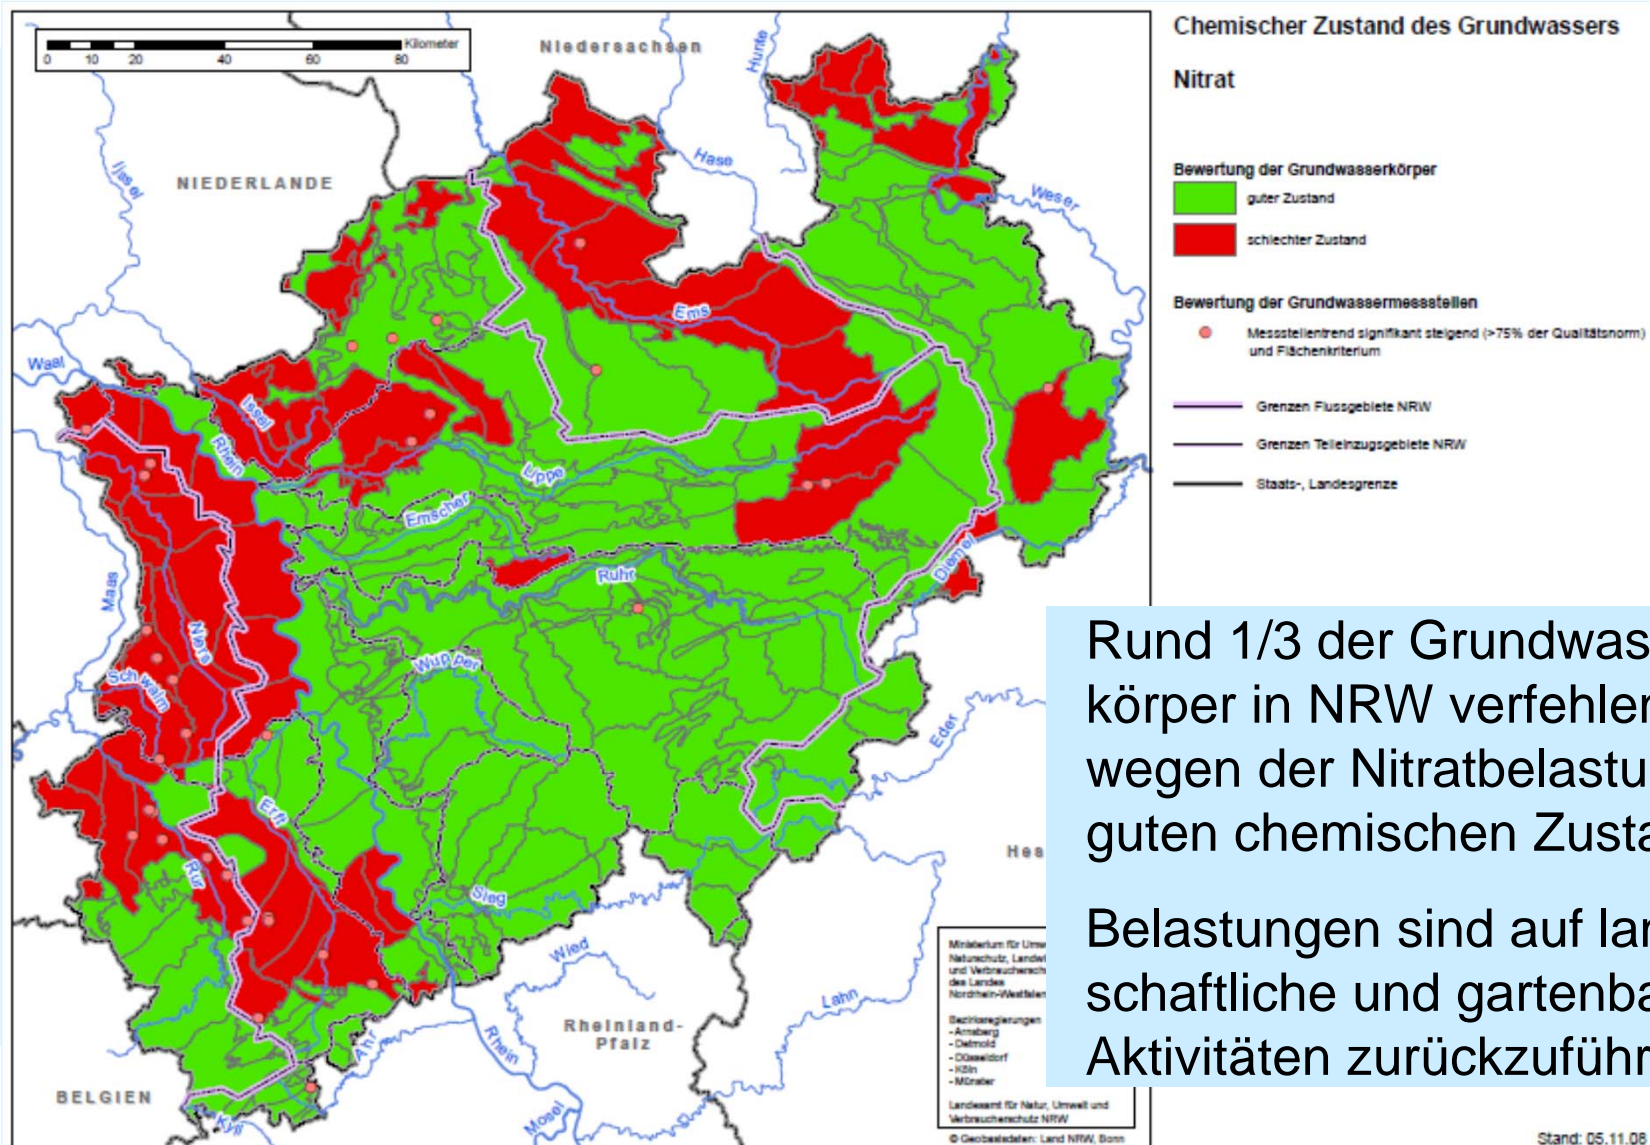 Chemischer Zustand des Grundwassers
Nitrat
Bewertung der Grundwasserkörper
guter Zustand
schlechter Zustand
Bewertung der Grundwassermessstellen
Messstellentrend signifikant steigend (>75% der Qualitätsnorm)
und Flächenkriterium
Grenzen Flussgebiete NRW
Grenzen Teileinzugsgebiete NRW
Staats-, Landesgrenze
Kilometer
0 10 20 40 60 80
Niedersachsen
Hunte
Ijssel
NIEDERLANDE
Hase
Weser
Ems
Waal
Issel
Rhein
Lippe
Emscher
Ruhr
Diemel
Maas
Niers
Schwalm
Wupper
Eder
Erft
Rur
Sieg
Hes
Wied
Lahn
Rheinland-
Pfalz
Rhein
Ahr
BELGIEN
Kyll
Mosel
Rund 1/3 der Grundwas
körper in NRW verfehlen
wegen der Nitratbelastu
guten chemischen Zusta
Belastungen sind auf lan
schaftliche und gartenba
Aktivitäten zurückzuführ
Ministerium für Umw
Naturschutz, Landwi
und Verbrauchersch
des Landes
Nordrhein-Westfalen
Bezirksregierungen
- Arnsberg
- Detmold
- Düsseldorf
- Köln
- Münster
Landesamt für Natur, Umwelt und
Verbraucherschutz NRW
© Geobasisdaten: Land NRW, Bonn
Stand: 05.11.08